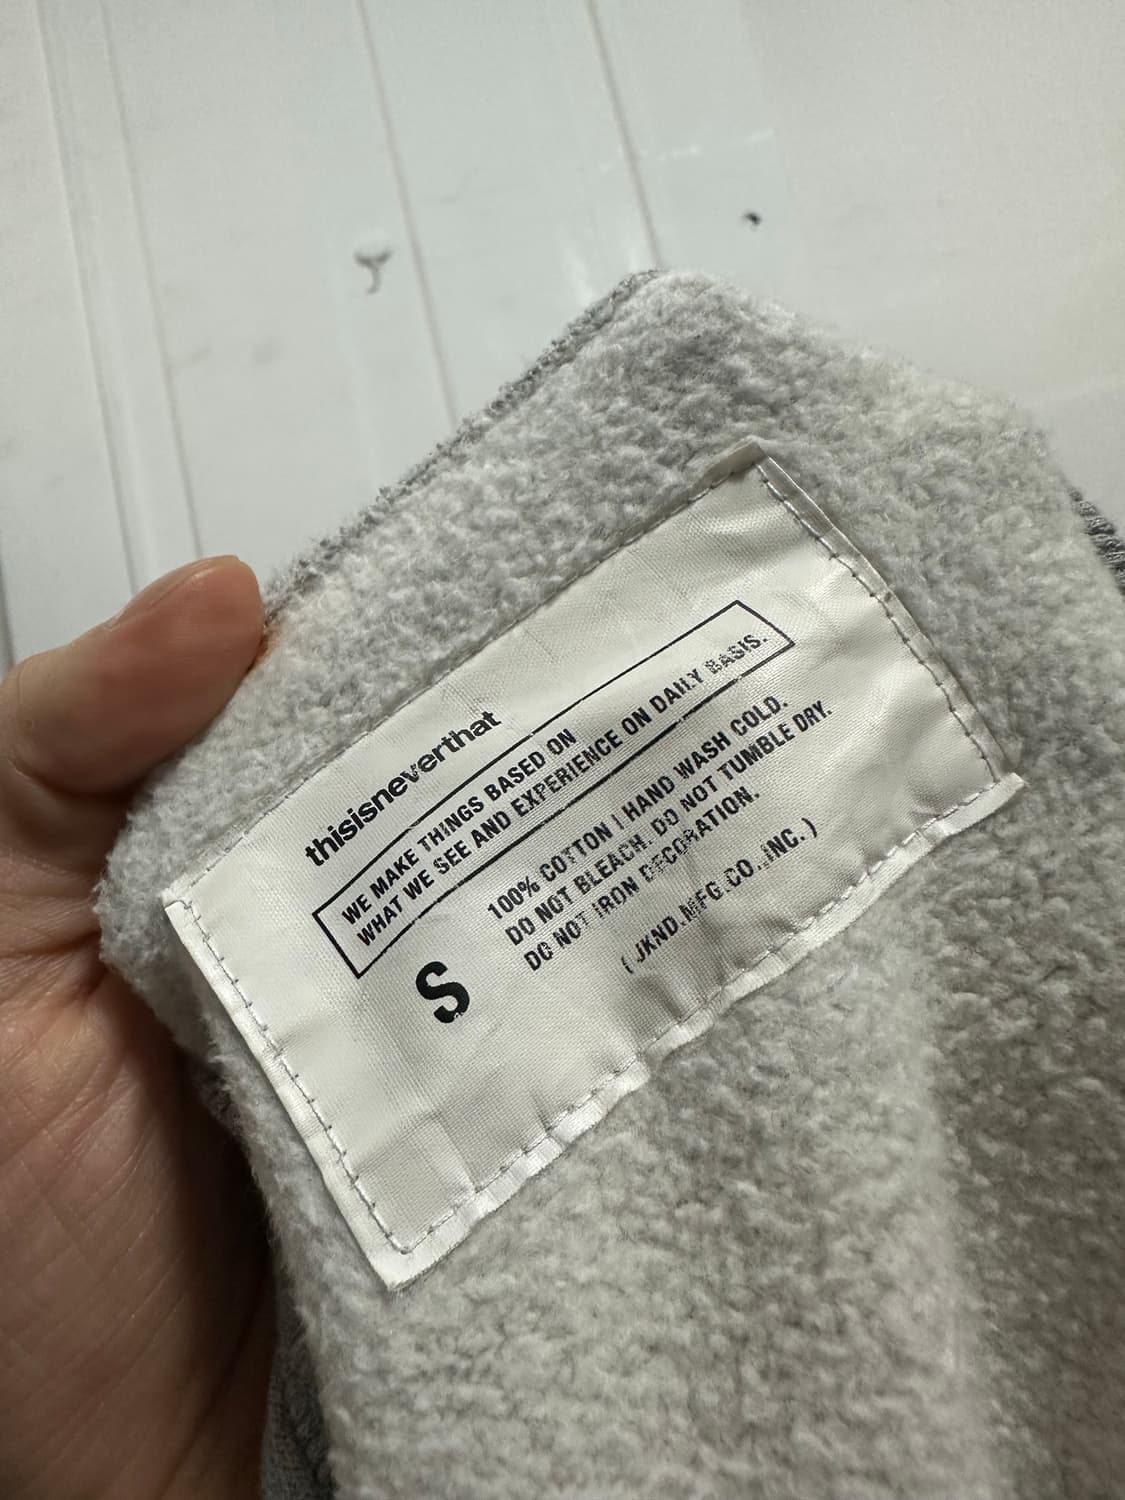 thisisneverthat
WE MAKE THINGS BASED ON
WHAT WE SEE AND EXPERIENCE ON DAILY BASIS.
S
100% COTTON | HAND WASH COLD.
DO NOT BLEACH. DO NOT TUMBLE DRY.
DO NOT IRON DECORATION.
( JKND.MFG.CO.,INC. )